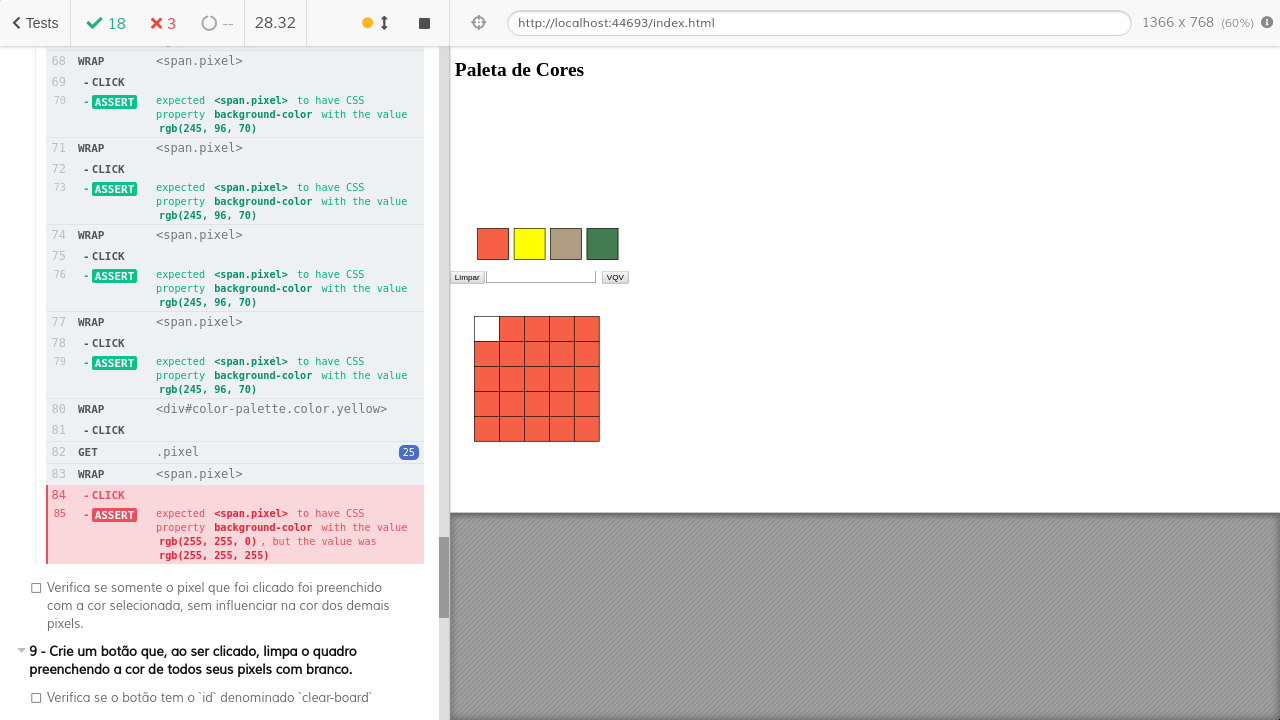 Tests
18
3
--
28.32
http://localhost:44693/index.html
1366 x 768 (60%)
68 WRAP <span.pixel>
69 -CLICK
70 -ASSERT expected <span.pixel> to have CSS
property background-color with the value
rgb(245, 96, 70)
71 WRAP <span.pixel>
72 -CLICK
73 -ASSERT expected <span.pixel> to have CSS
property background-color with the value
rgb(245, 96, 70)
74 WRAP <span.pixel>
75 -CLICK
76 -ASSERT expected <span.pixel> to have CSS
property background-color with the value
rgb(245, 96, 70)
77 WRAP <span.pixel>
78 -CLICK
79 -ASSERT expected <span.pixel> to have CSS
property background-color with the value
rgb(245, 96, 70)
80 WRAP <div#color-palette.color.yellow>
81 -CLICK
82 GET .pixel 25
83 WRAP <span.pixel>
84 -CLICK
85 -ASSERT expected <span.pixel> to have CSS
property background-color with the value
rgb(255, 255, 0), but the value was
rgb(255, 255, 255)
Verifica se somente o pixel que foi clicado foi preenchido
com a cor selecionada, sem influenciar na cor dos demais
pixels.
9 - Crie um botão que, ao ser clicado, limpa o quadro
preenchendo a cor de todos seus pixels com branco.
Verifica se o botão tem o `id` denominado `clear-board`
Paleta de Cores
Limpar
VQV